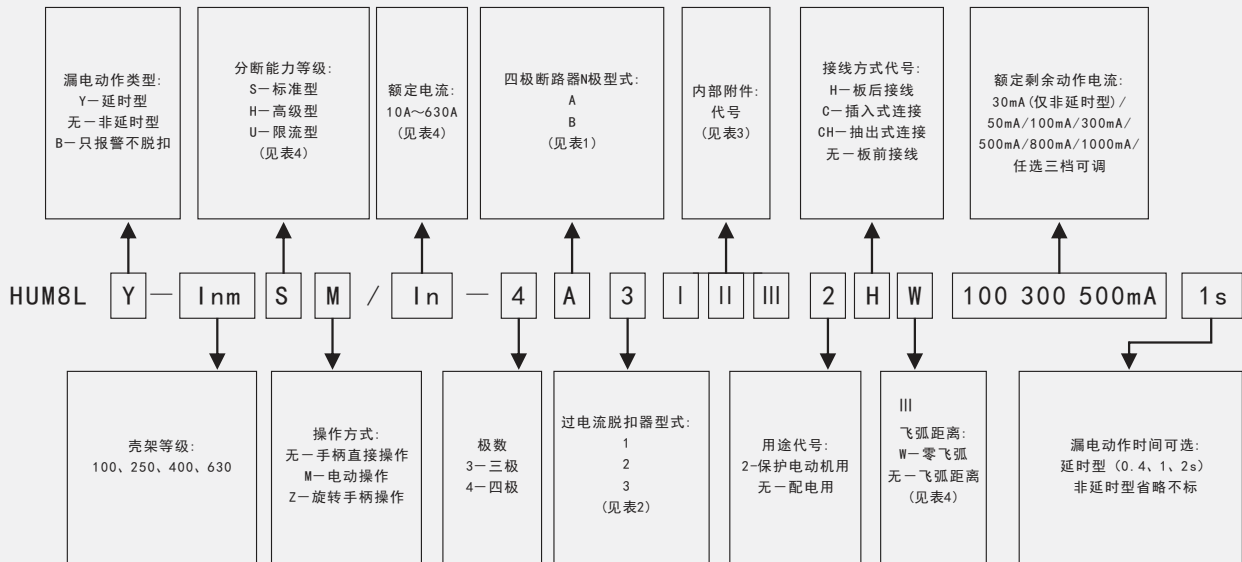 漏电动作类型:
Y－延时型
无－非延时型
B－只报警不脱扣
分断能力等级:
S－标准型
H－高级型
U－限流型
(见表4)
额定电流:
10A～630A
(见表4)
四极断路器N极型式:
A
B
(见表1)
内部附件:
代号
(见表3)
接线方式代号:
H－板后接线
C－插入式连接
CH－抽出式连接
无－板前接线
额定剩余动作电流:
30mA(仅非延时型)/
50mA/100mA/300mA/
500mA/800mA/1000mA/
任选三档可调
HUM8L Y — Inm S M / In — 4 A 3 I II III 2 H W 100 300 500mA 1s
壳架等级:
100、250、400、630
操作方式:
无－手柄直接操作
M－电动操作
Z－旋转手柄操作
极数
3－三极
4－四极
过电流脱扣器型式:
1
2
3
(见表2)
用途代号:
2-保护电动机用
无－配电用
III
飞弧距离:
W－零飞弧
无－飞弧距离
(见表4)
漏电动作时间可选:
延时型（0.4、1、2s)
非延时型省略不标